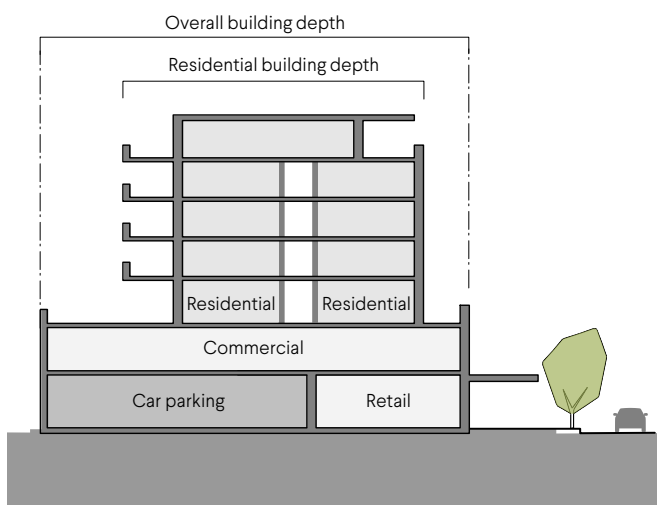 Overall building depth
Residential building depth
Residential Residential
Commercial
Car parking Retail